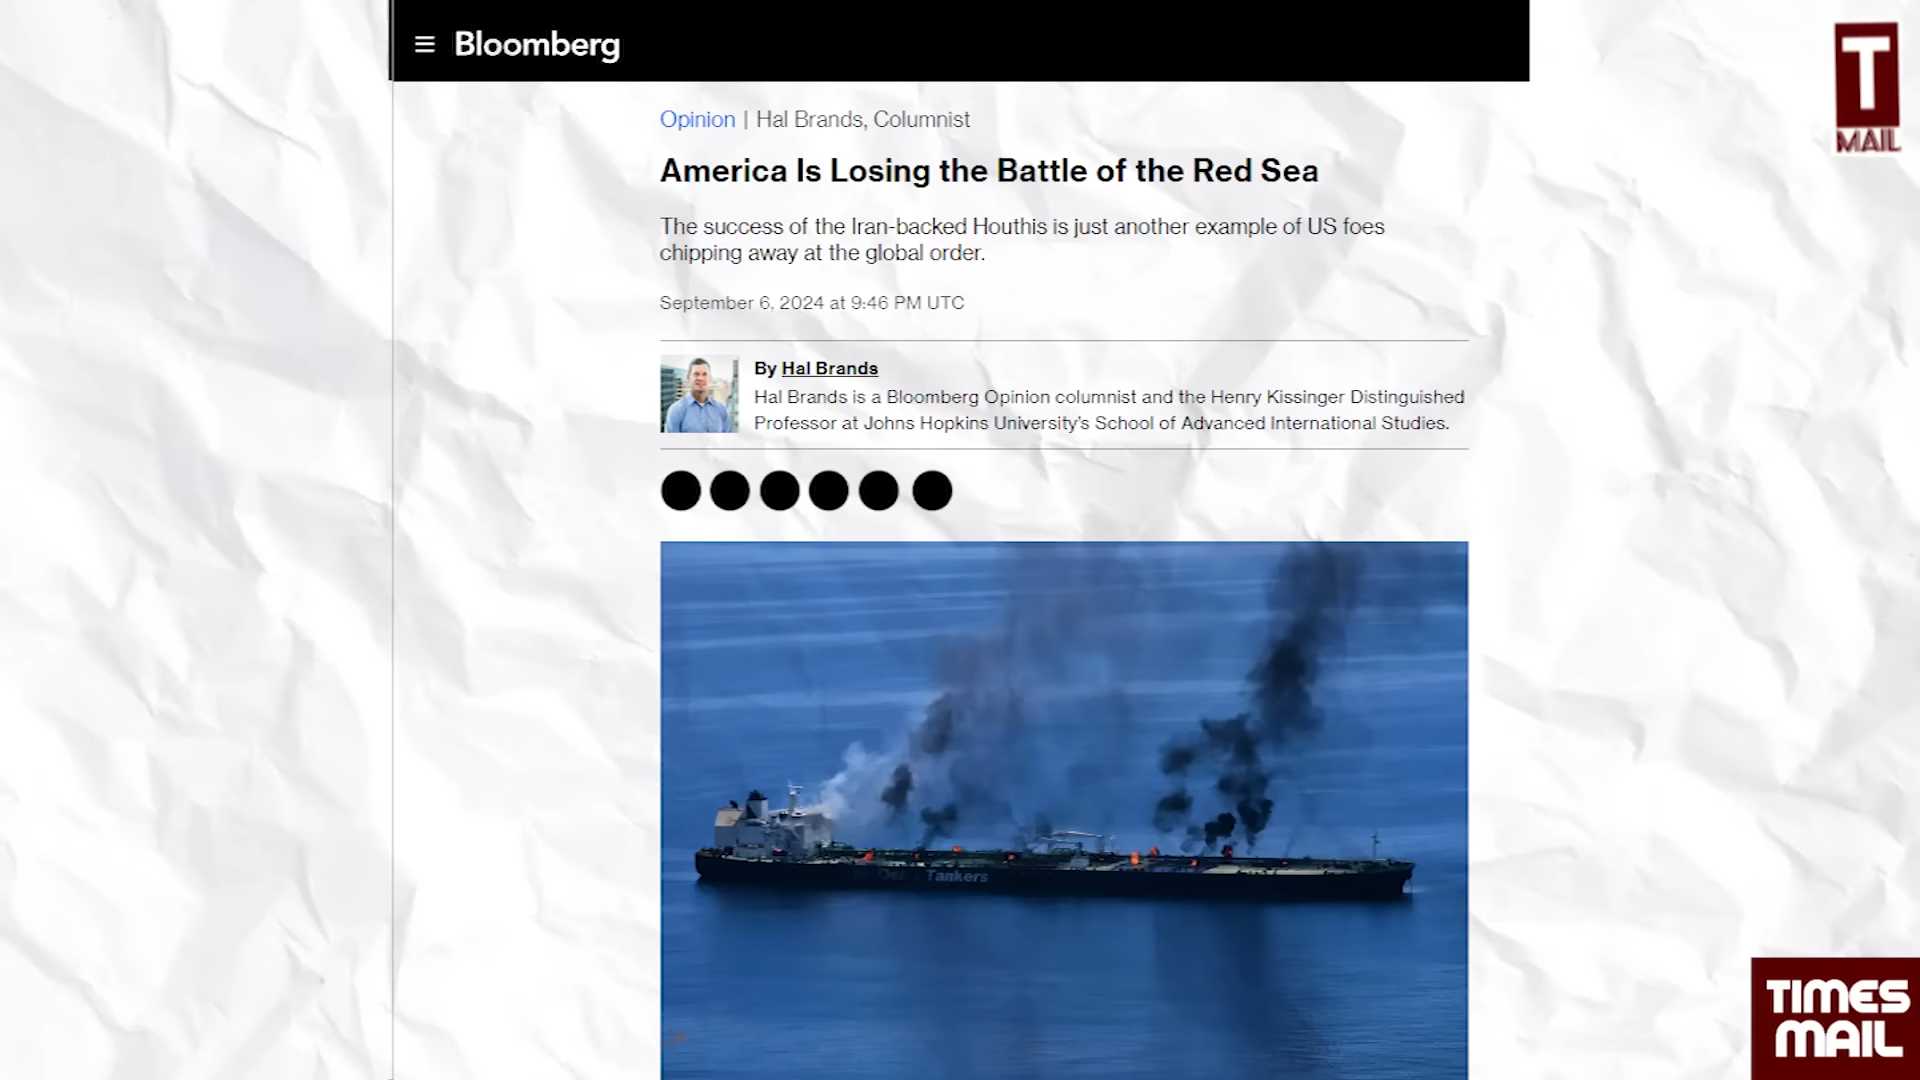 Bloomberg
T
MAIL
Opinion | Hal Brands, Columnist
America Is Losing the Battle of the Red Sea
The success of the Iran-backed Houthis is just another example of US foes
chipping away at the global order.
September 6, 2024 at 9:46 PM UTC
By Hal Brands
Hal Brands is a Bloomberg Opinion columnist and the Henry Kissinger Distinguished
Professor at Johns Hopkins University's School of Advanced International Studies.
Tankers
TIMES
MAIL